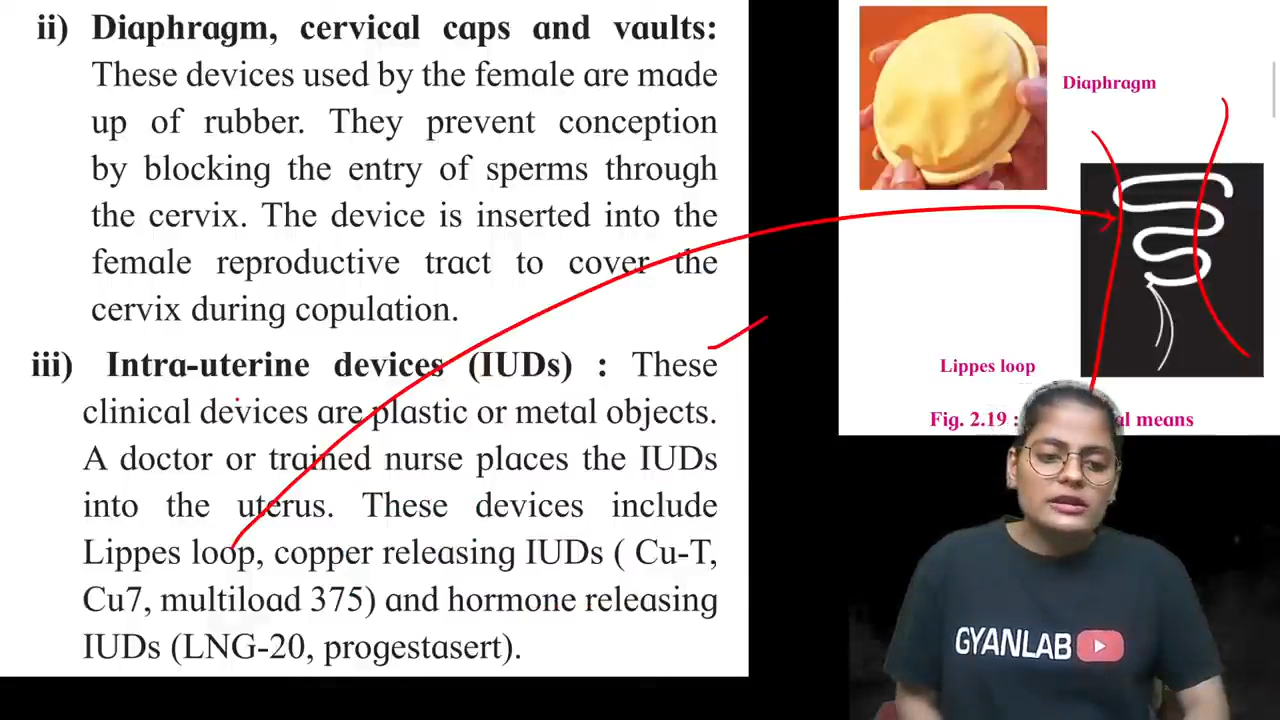 ii) Diaphragm, cervical caps and vaults:
These devices used by the female are made
up of rubber. They prevent conception
by blocking the entry of sperms through
the cervix. The device is inserted into the
female reproductive tract to cover the
cervix during copulation.
iii) Intra-uterine devices (IUDs) : These
clinical devices are plastic or metal objects.
A doctor or trained nurse places the IUDs
into the uterus. These devices include
Lippes loop, copper releasing IUDs ( Cu-T,
Cu7, multiload 375) and hormone releasing
IUDs (LNG-20, progestasert).
Diaphragm
Lippes loop
Fig. 2.19 : means
GYANLAB